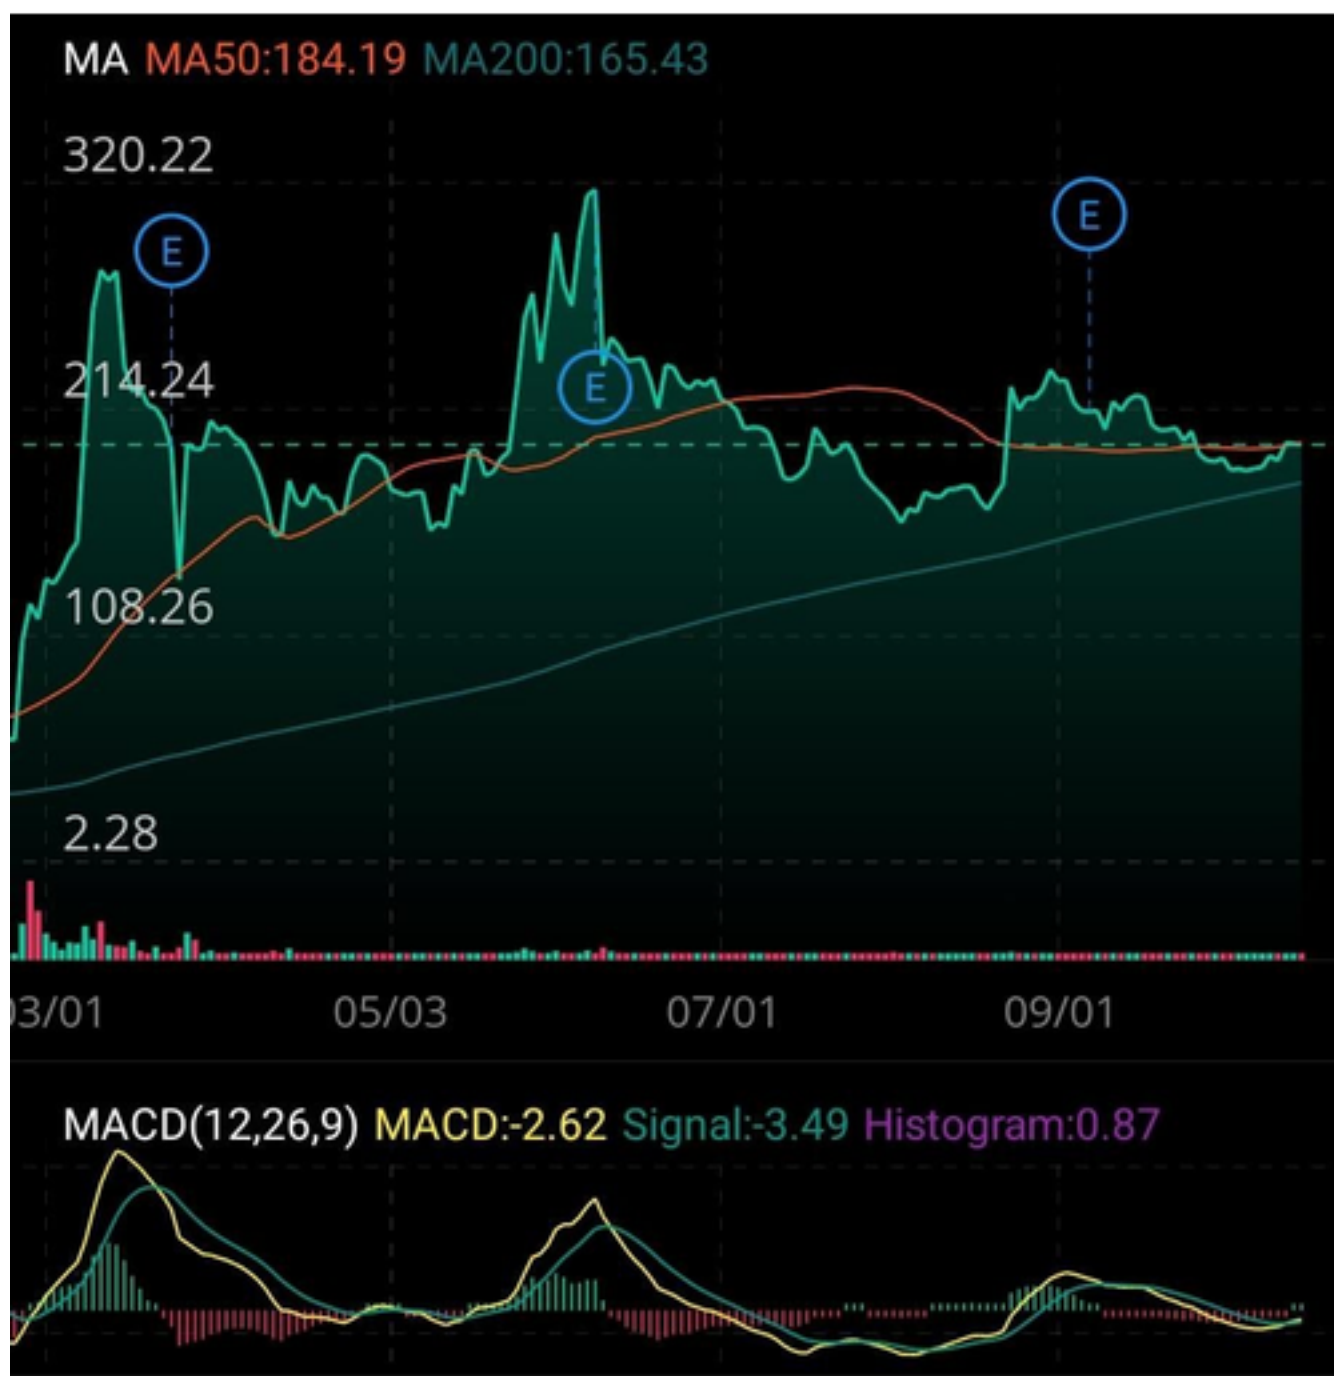 MA MA50:184.19 MA200:165.43
320.22
E
E
214.24
E
108.26
2.28
03/01 05/03 07/01 09/01
MACD(12,26,9) MACD:-2.62 Signal:-3.49 Histogram:0.87